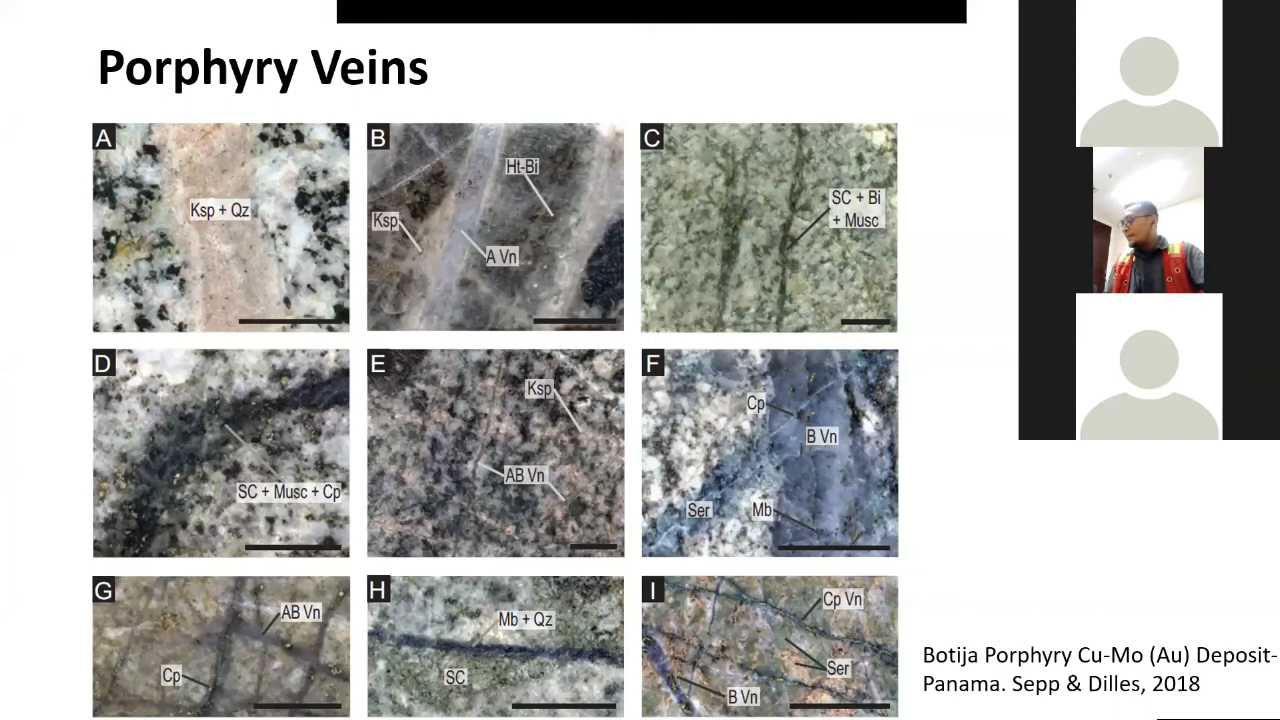 Porphyry Veins
A
Ksp + Qz
B
Ht-Bi
Ksp
A Vn
C
SC + Bi
+ Musc
D
SC + Musc + Cp
E
Ksp
AB Vn
F
Cp
B Vn
Ser
Mb
G
AB Vn
Cp
H
Mb + Qz
SC
I
Cp Vn
Ser
B Vn
Botija Porphyry Cu-Mo (Au) Deposit-
Panama. Sepp & Dilles, 2018